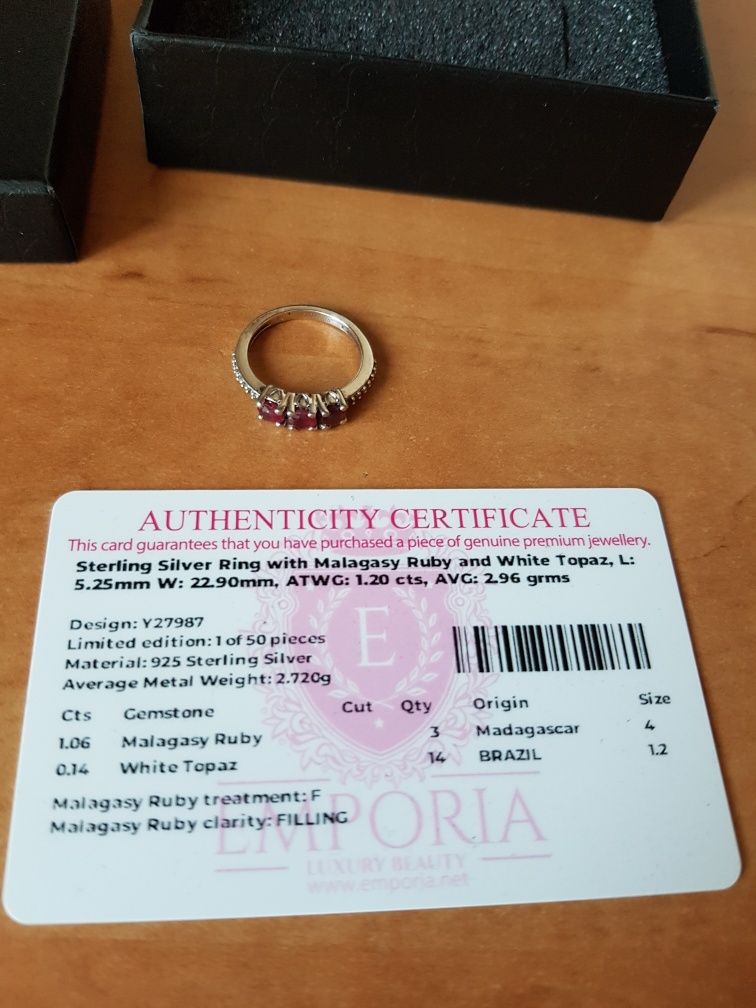 AUTHENTICITY CERTIFICATE
This card guarantees that you have purchased a piece of genuine premium jewellery.
Sterling Silver Ring with Malagasy Ruby and White Topaz, L:
5.25mm W: 22.90mm, ATWG: 1.20 cts, AVG: 2.96 grms
Design: Y27987
Limited edition: 1 of 50 pieces
Material: 925 Sterling Silver
Average Metal Weight: 2.720g
E
Cts Gemstone Cut Qty Origin Size
1.06 Malagasy Ruby 3 Madagascar 4
0.14 White Topaz 14 BRAZIL 1.2
Malagasy Ruby treatment: F
Malagasy Ruby clarity: FILLING
EMPORIA
LUXURY BEAUTY
www.emporia.net